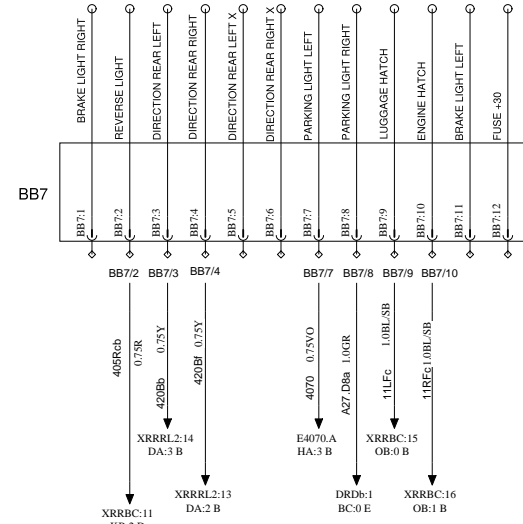 BRAKE LIGHT RIGHT
REVERSE LIGHT
DIRECTION REAR LEFT
DIRECTION REAR RIGHT
DIRECTION REAR LEFT X
DIRECTION REAR RIGHT X
PARKING LIGHT LEFT
PARKING LIGHT RIGHT
LUGGAGE HATCH
ENGINE HATCH
BRAKE LIGHT LEFT
FUSE +30
BB7
BB7:1
BB7:2
BB7:3
BB7:4
BB7:5
BB7:6
BB7:7
BB7:8
BB7:9
BB7:10
BB7:11
BB7:12
BB7/2
BB7/3
BB7/4
BB7/7
BB7/8
BB7/9
BB7/10
405Rcb
0.75R
420Bb 0.75Y
420Bf 0.75Y
4070 0.75VO
A27.D8a 1.0GR
11LFc 1.0BL/SB
11RFc 1.0BL/SB
XRRRL2:14
DA:3 B
E4070.A
HA:3 B
XRRBC:15
OB:0 B
XRRRL2:13
DA:2 B
DRDb:1
BC:0 E
XRRBC:16
OB:1 B
XRRBC:11